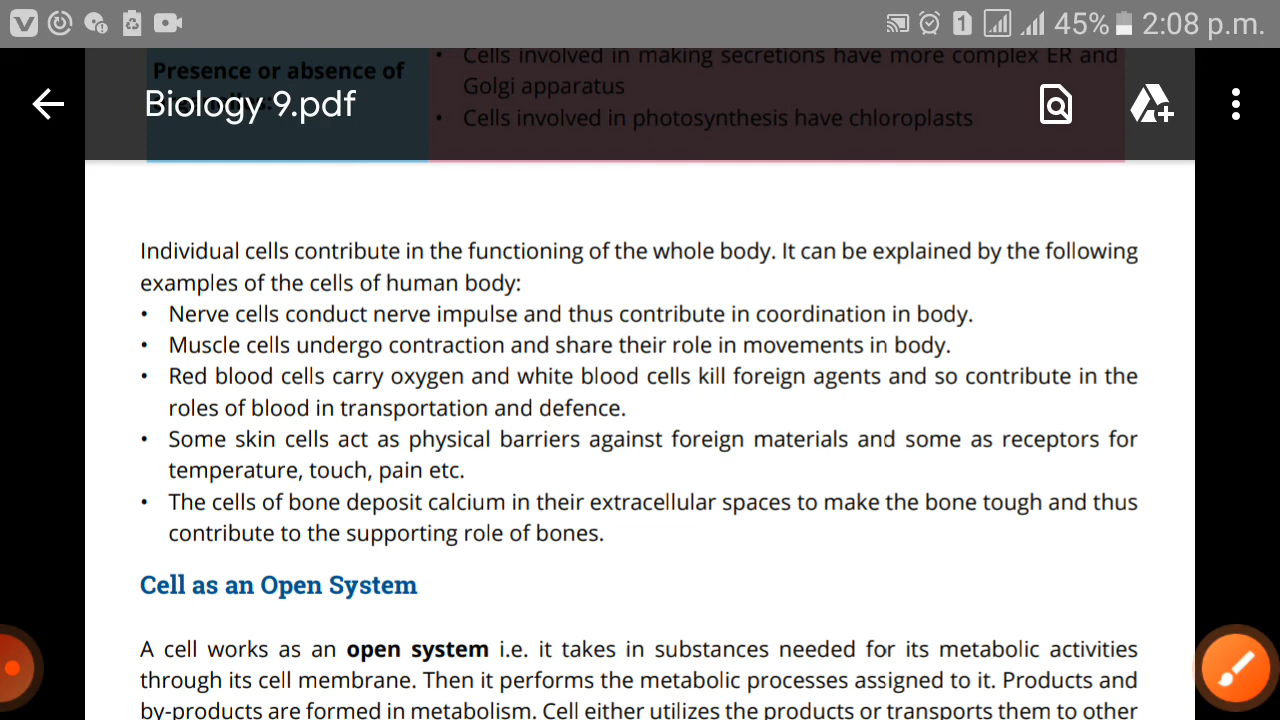 45% 2:08 p.m.
Cells involved in making secretions have more complex ER and
Presence or absence of
Golgi apparatus
Biology 9.pdf
• Cells involved in photosynthesis have chloroplasts
Individual cells contribute in the functioning of the whole body. It can be explained by the following
examples of the cells of human body:
• Nerve cells conduct nerve impulse and thus contribute in coordination in body.
• Muscle cells undergo contraction and share their role in movements in body.
• Red blood cells carry oxygen and white blood cells kill foreign agents and so contribute in the
roles of blood in transportation and defence.
• Some skin cells act as physical barriers against foreign materials and some as receptors for
temperature, touch, pain etc.
• The cells of bone deposit calcium in their extracellular spaces to make the bone tough and thus
contribute to the supporting role of bones.
Cell as an Open System
A cell works as an open system i.e. it takes in substances needed for its metabolic activities
through its cell membrane. Then it performs the metabolic processes assigned to it. Products and
by-products are formed in metabolism. Cell either utilizes the products or transports them to other